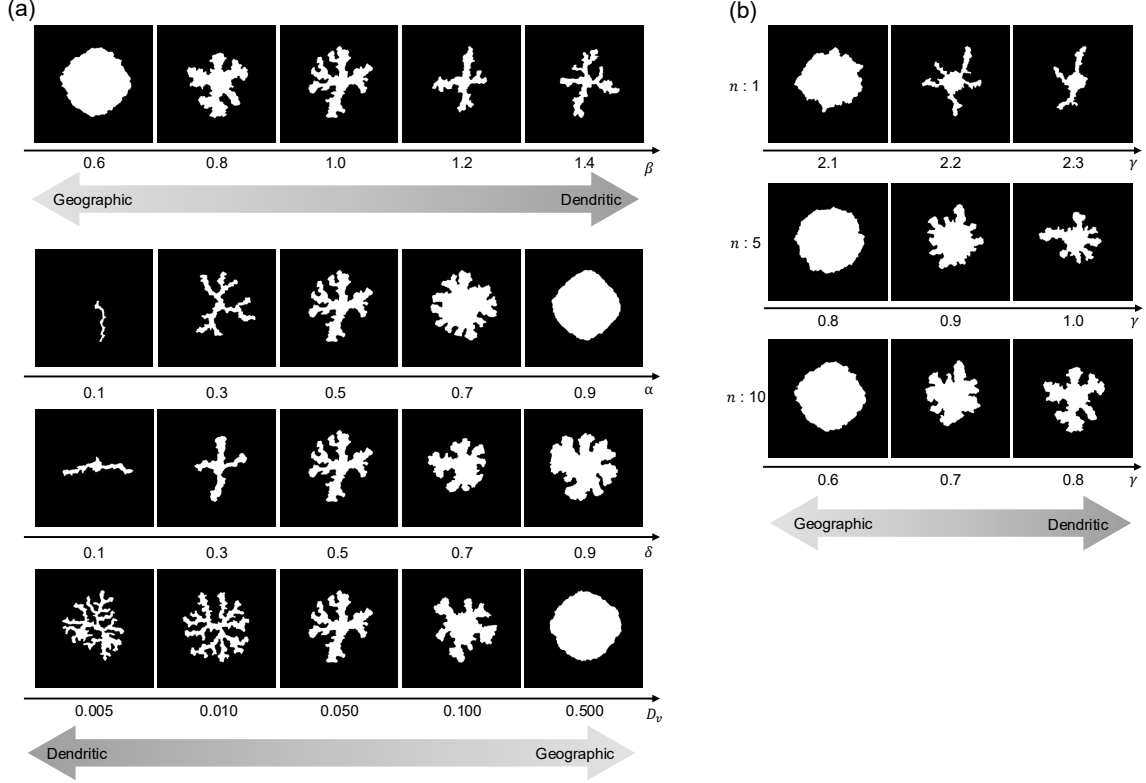 (a)
0.6 0.8 1.0 1.2 1.4 β
Geographic Dendritic
0.1 0.3 0.5 0.7 0.9 α
0.1 0.3 0.5 0.7 0.9 δ
0.005 0.010 0.050 0.100 0.500 D_v
Dendritic Geographic
(b)
n : 1
2.1 2.2 2.3 γ
n : 5
0.8 0.9 1.0 γ
n : 10
0.6 0.7 0.8 γ
Geographic Dendritic